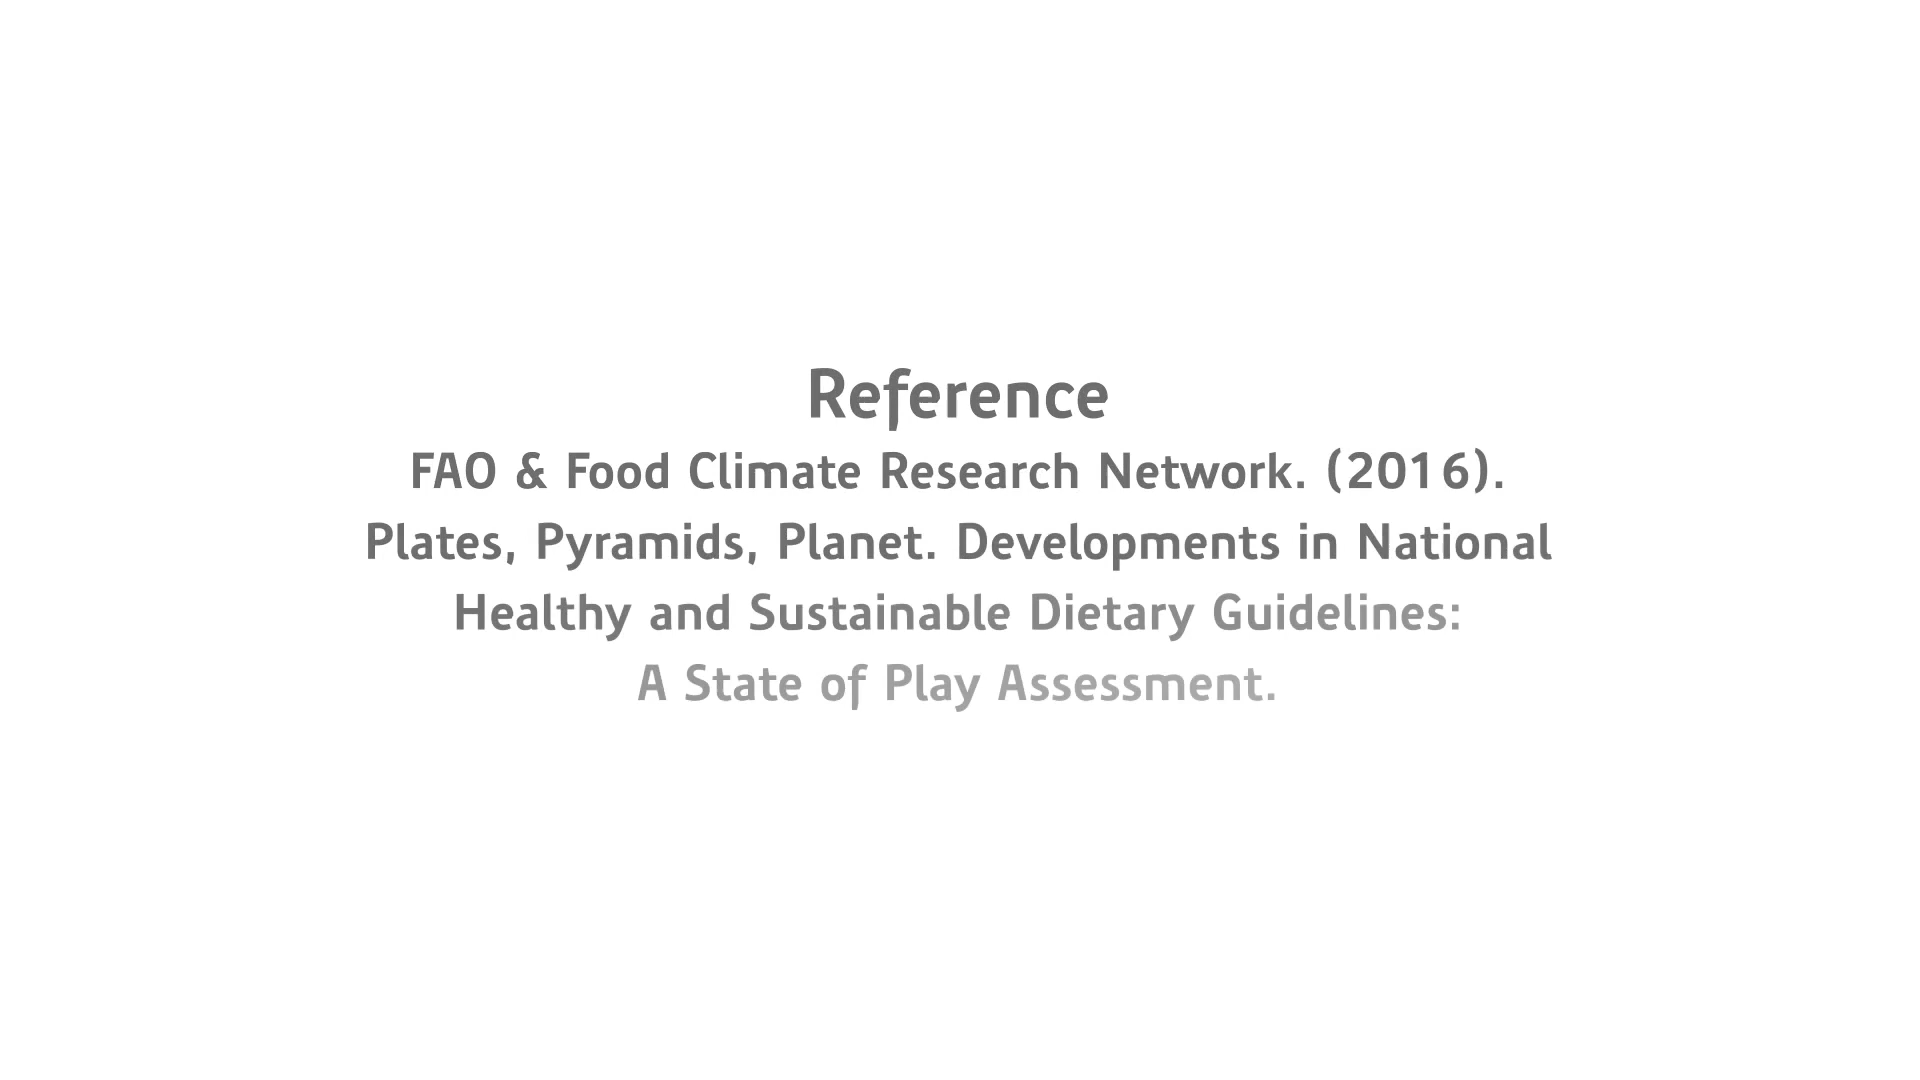 Reference
FAO & Food Climate Research Network. (2016).
Plates, Pyramids, Planet. Developments in National
Healthy and Sustainable Dietary Guidelines:
A State of Play Assessment.